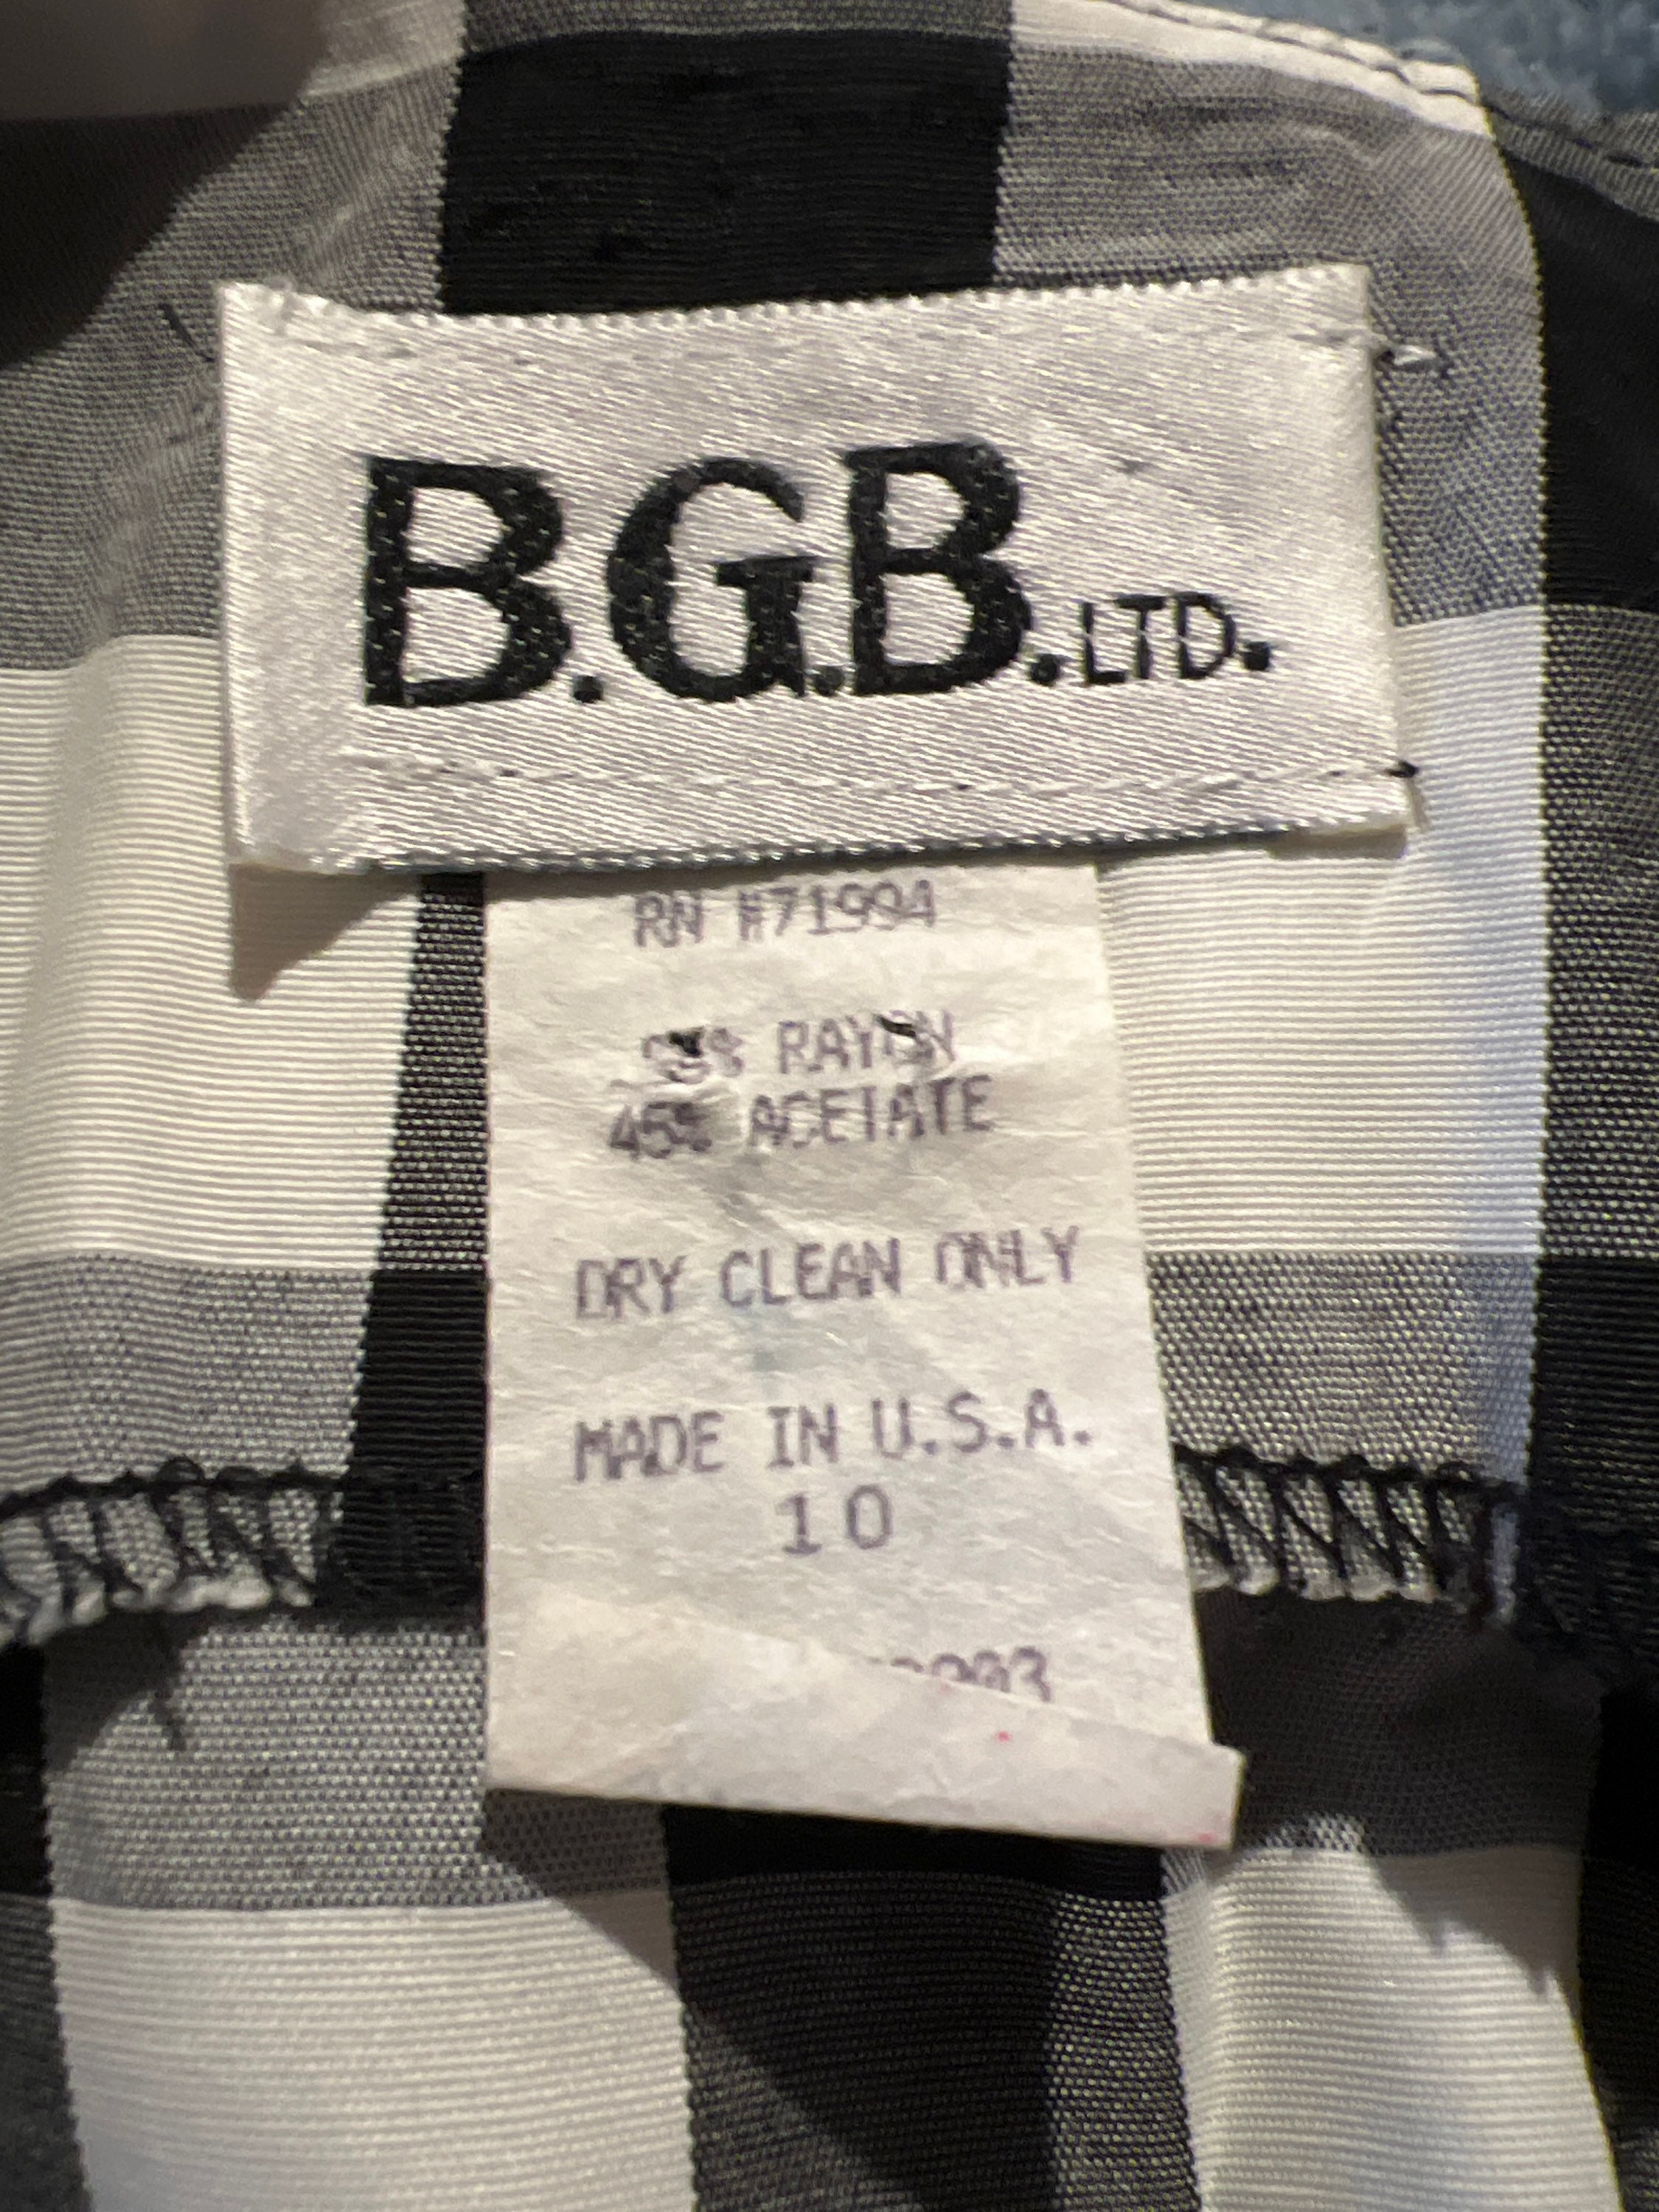 B.G.B. LTD.
RN #71994
% RAYON
45% ACETATE
DRY CLEAN ONLY
MADE IN U.S.A.
10